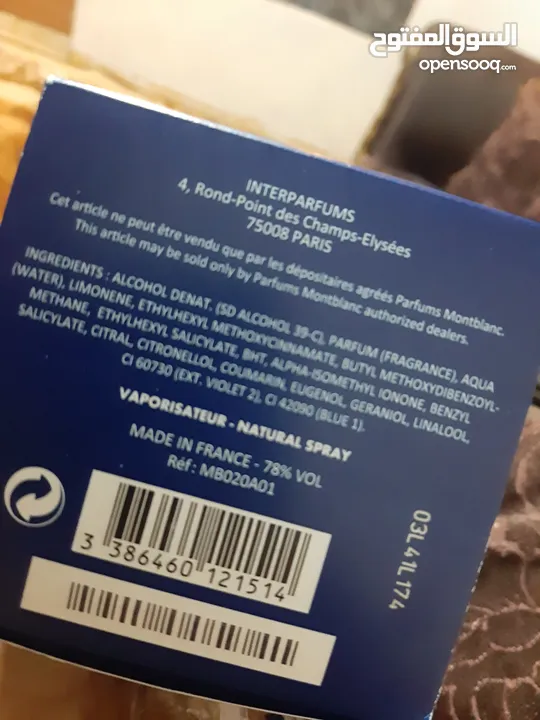 السوق المفتوح
opensooq.com
INTERPARFUMS
4, Rond-Point des Champs-Elysées
75008 PARIS
Cet article ne peut être vendu que par les dépositaires agréés Parfums Montblanc.
This article may be sold only by Parfums Montblanc authorized dealers.
INGREDIENTS : ALCOHOL DENAT. (SD ALCOHOL 39-C), PARFUM (FRAGRANCE), AQUA
(WATER), LIMONENE, ETHYLHEXYL METHOXYCINNAMATE, BUTYL METHOXYDIBENZOYL-
METHANE, ETHYLHEXYL SALICYLATE, BHT, ALPHA-ISOMETHYL IONONE, BENZYL
SALICYLATE, CITRAL, CITRONELLOL, COUMARIN, EUGENOL, GERANIOL, LINALOOL,
CI 60730 (EXT. VIOLET 2), CI 42090 (BLUE 1).
VAPORISATEUR - NATURAL SPRAY
MADE IN FRANCE - 78% VOL
Réf: MB020A01
3 386460 121514
03L41L174